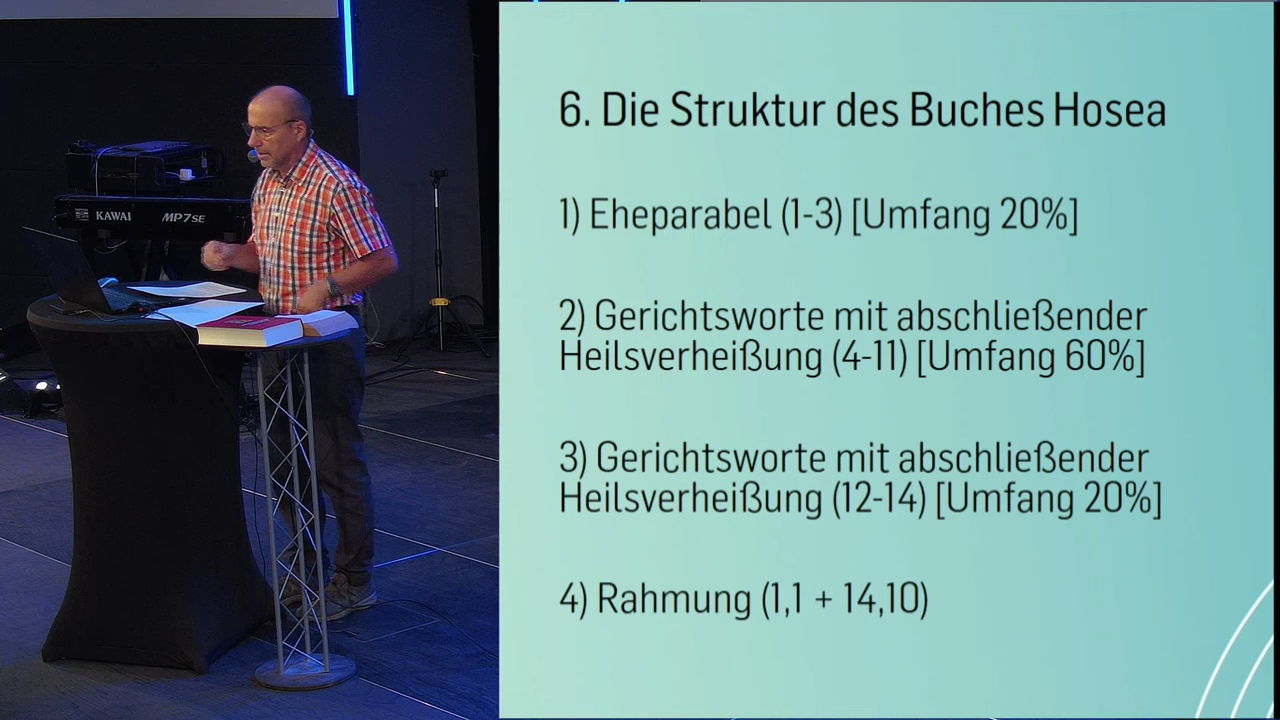 KAWAI MP7SE
6. Die Struktur des Buches Hosea
1) Eheparabel (1-3) [Umfang 20%]
2) Gerichtsworte mit abschließender
Heilsverheißung (4-11) [Umfang 60%]
3) Gerichtsworte mit abschließender
Heilsverheißung (12-14) [Umfang 20%]
4) Rahmung (1,1 + 14,10)